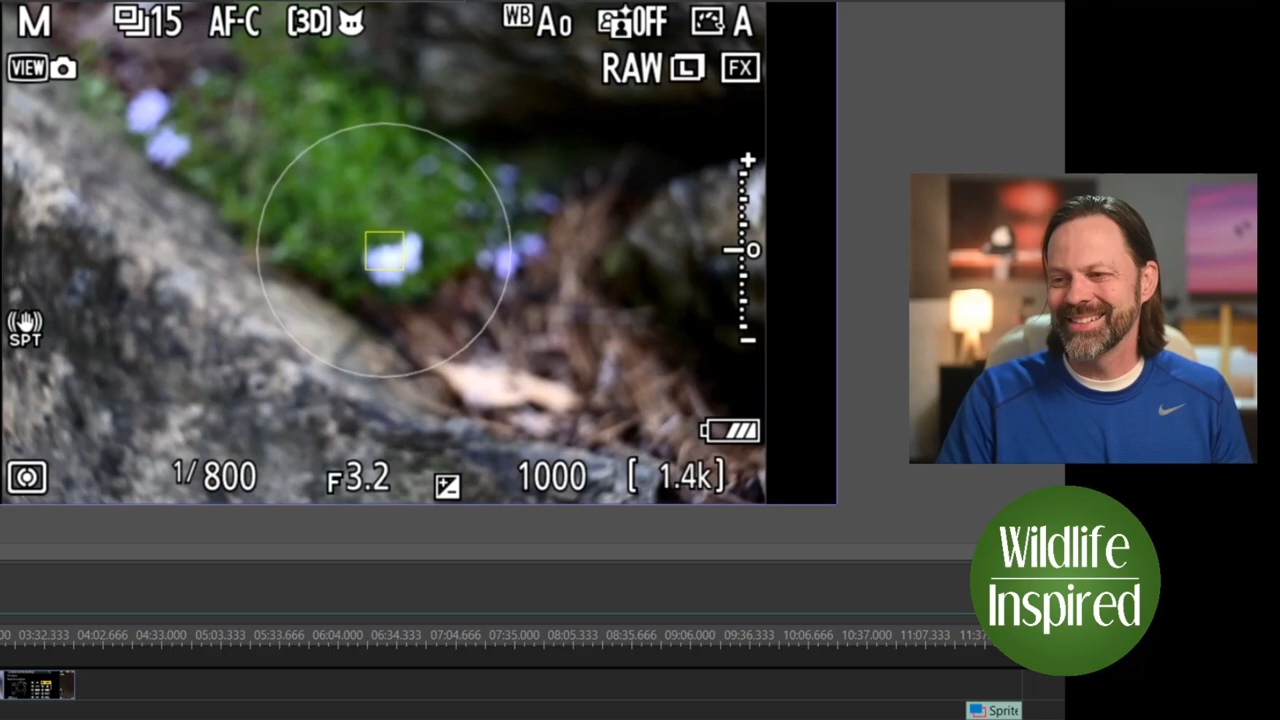 M 15 AF-C [3D] WB A0 OFF A
VIEW RAW L FX
+
0
SPT
-
1/800 F3.2 1000 [ 1.4k]
Wildlife
Inspired
00 03:32.333 04:02.666 04:33.000 05:03.333 05:33.666 06:04.000 06:34.333 07:04.666 07:35.000 08:05.333 08:35.666 09:06.000 09:36.333 10:06.666 10:37.000 11:07.333 11:37
Sprite